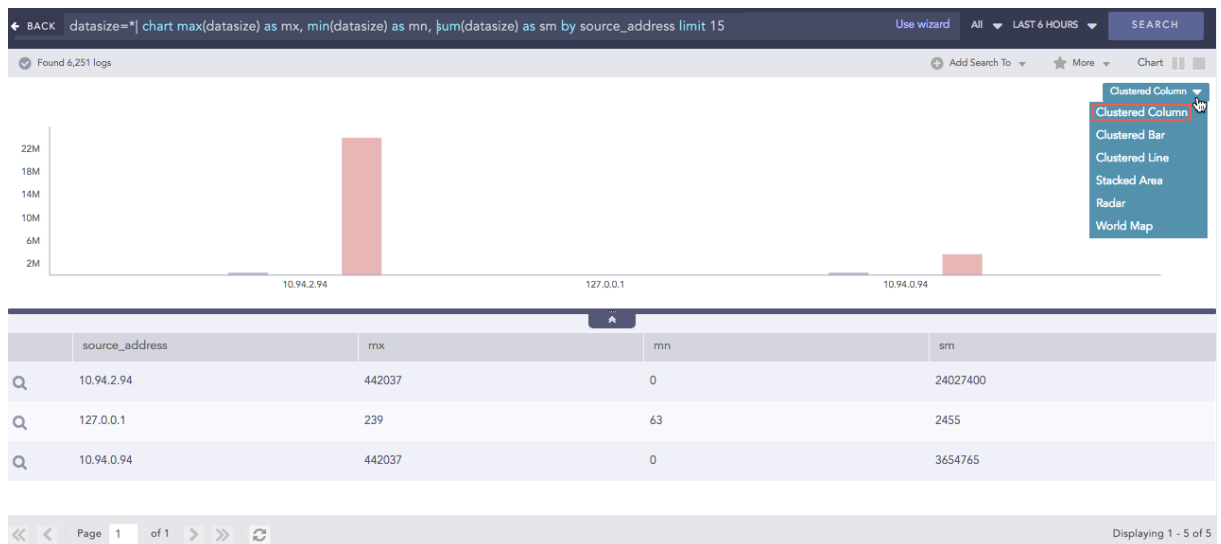 BACK datasize=*| chart max(datasize) as mx, min(datasize) as mn, sum(datasize) as sm by source_address limit 15 Use wizard All LAST 6 HOURS SEARCH
Found 6,251 logs Add Search To More Chart
Clustered Column
Clustered Column
Clustered Bar
Clustered Line
Stacked Area
Radar
World Map
22M
18M
14M
10M
6M
2M
10.94.2.94 127.0.0.1 10.94.0.94
source_address mx mn sm
10.94.2.94 442037 0 24027400
127.0.0.1 239 63 2455
10.94.0.94 442037 0 3654765
Page 1 of 1 Displaying 1 - 5 of 5